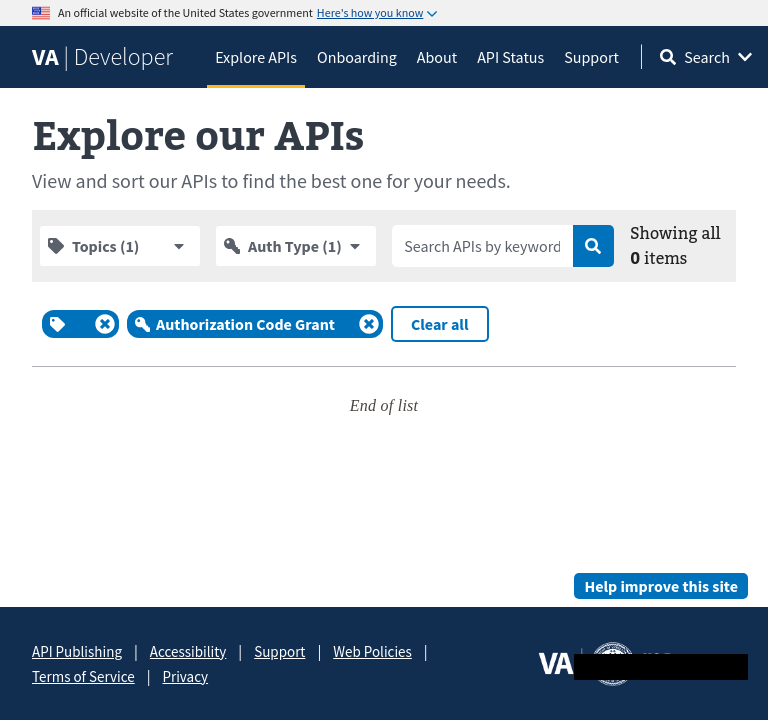 An official website of the United States government Here's how you know
VA | Developer
Explore APIs
Onboarding
About
API Status
Support
Search
Explore our APIs
View and sort our APIs to find the best one for your needs.
Topics (1)
Auth Type (1)
Search APIs by keyword
Showing all
0 items
Authorization Code Grant
Clear all
End of list
Help improve this site
API Publishing | Accessibility | Support | Web Policies |
Terms of Service | Privacy
VA